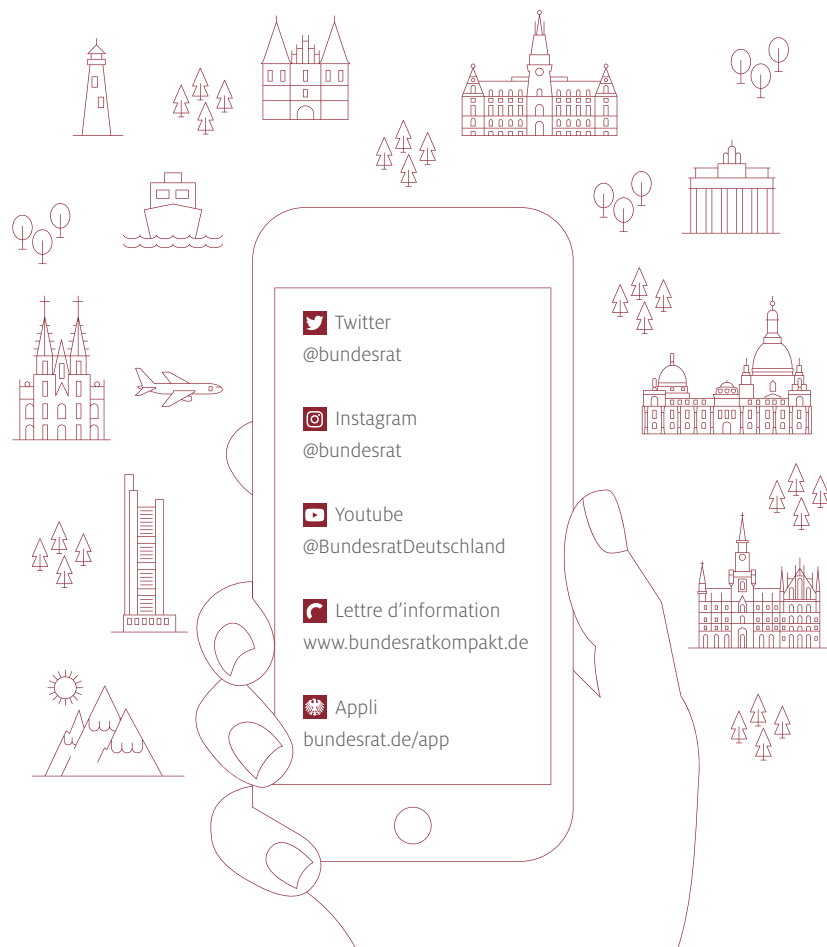 Twitter
@bundesrat
Instagram
@bundesrat
Youtube
@BundesratDeutschland
Lettre d’information
www.bundesratkompakt.de
Appli
bundesrat.de/app